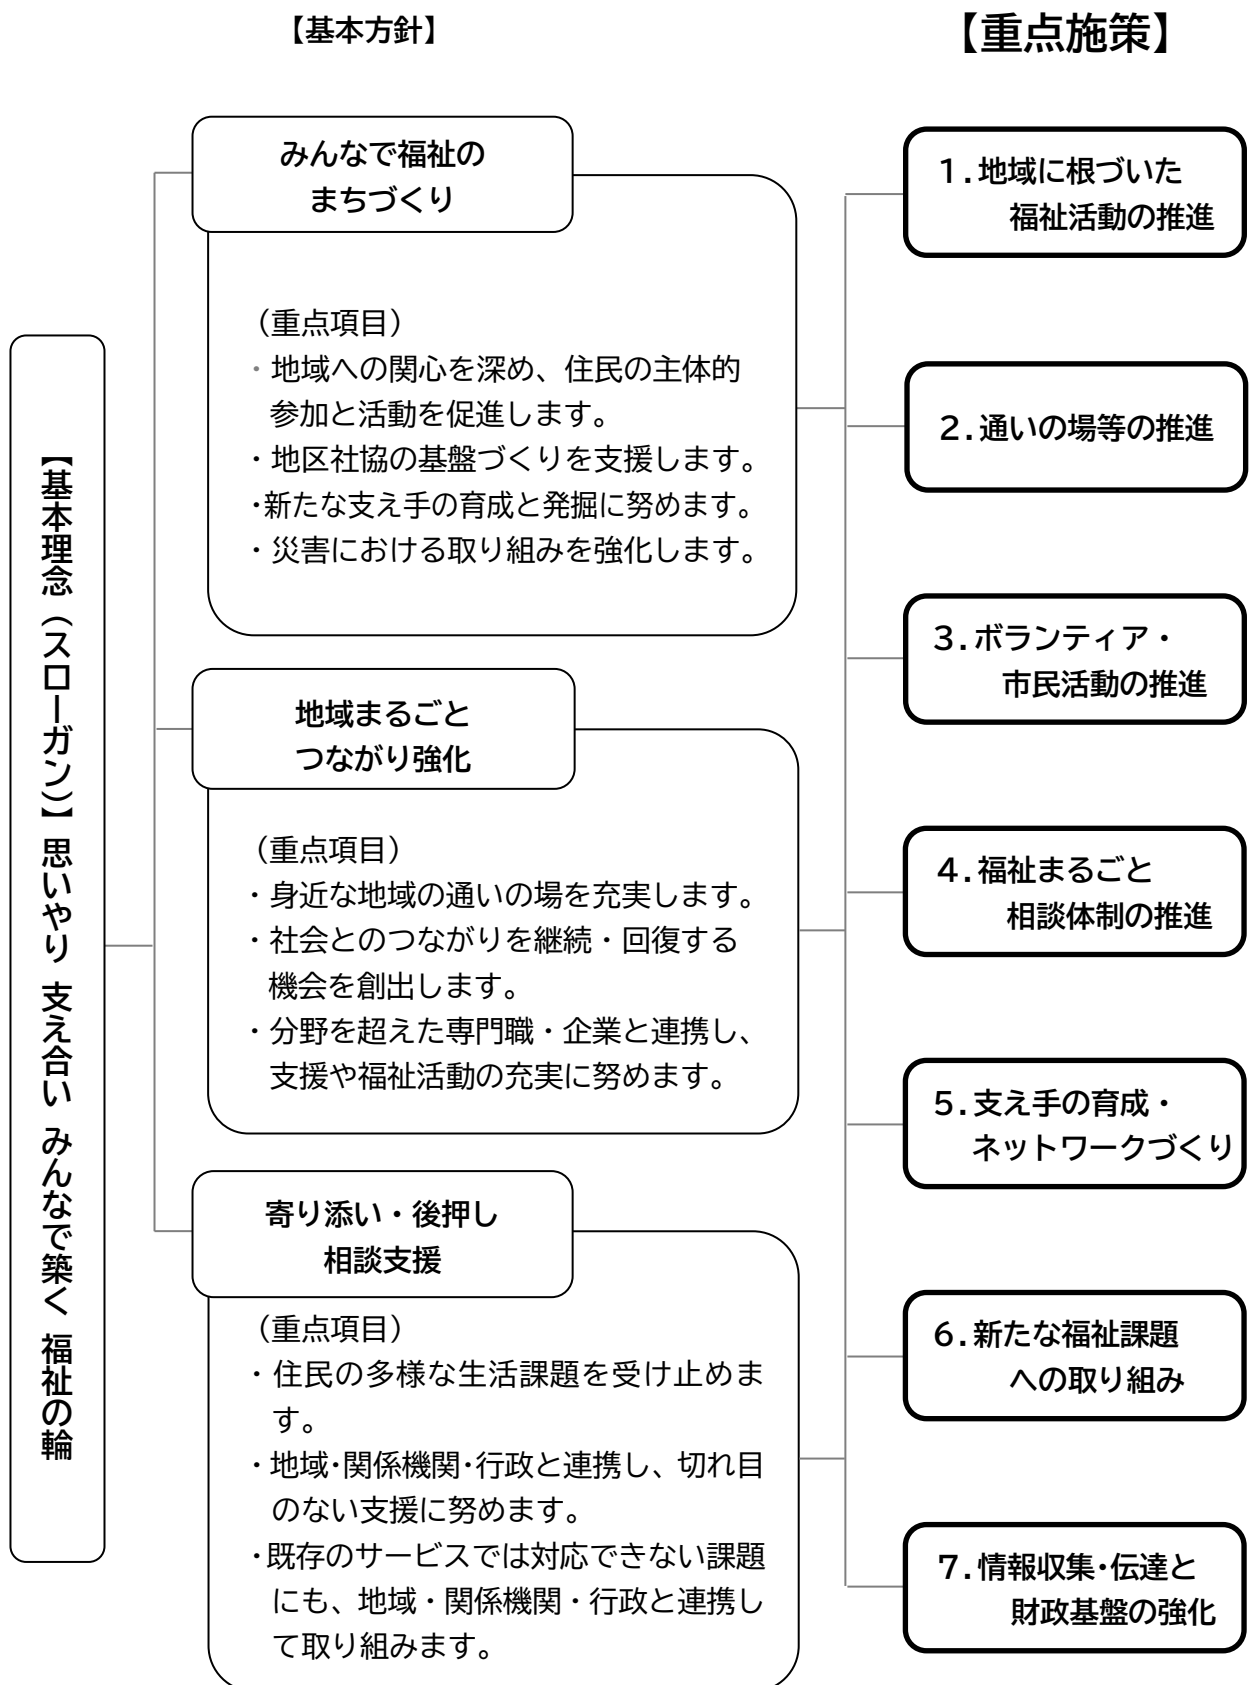 【基本方針】
【重点施策】
【基本理念（スローガン）】思いやり 支え合い みんなで築く 福祉の輪
みんなで福祉の
まちづくり
（重点項目）
・地域への関心を深め、住民の主体的
参加と活動を促進します。
・地区社協の基盤づくりを支援します。
・新たな支え手の育成と発掘に努めます。
・災害における取り組みを強化します。
地域まるごと
つながり強化
（重点項目）
・身近な地域の通いの場を充実します。
・社会とのつながりを継続・回復する
機会を創出します。
・分野を超えた専門職・企業と連携し、
支援や福祉活動の充実に努めます。
寄り添い・後押し
相談支援
（重点項目）
・住民の多様な生活課題を受け止めま
す。
・地域・関係機関・行政と連携し、切れ目
のない支援に努めます。
・既存のサービスでは対応できない課題
にも、地域・関係機関・行政と連携し
て取り組みます。
１.地域に根づいた
福祉活動の推進
２.通いの場等の推進
３.ボランティア・
市民活動の推進
４.福祉まるごと
相談体制の推進
５.支え手の育成・
ネットワークづくり
６.新たな福祉課題
への取り組み
７.情報収集・伝達と
財政基盤の強化